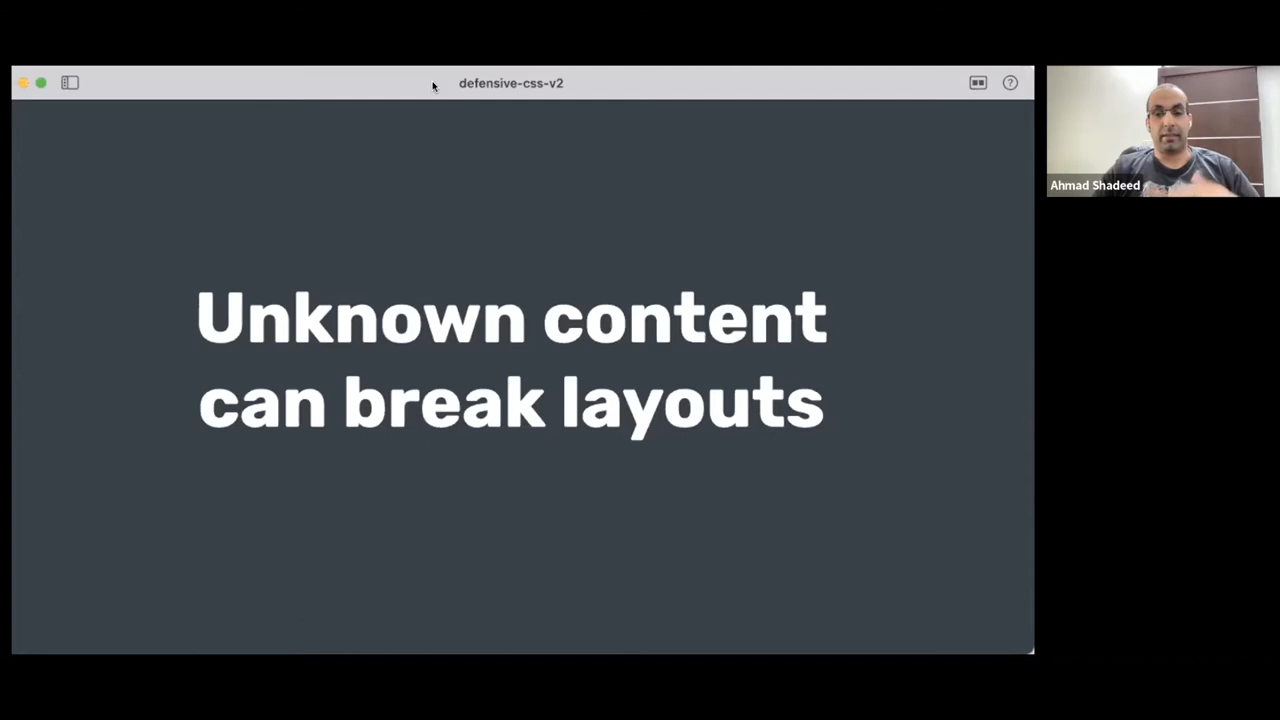 defensive-css-v2
Unknown content
can break layouts
Ahmad Shadeed